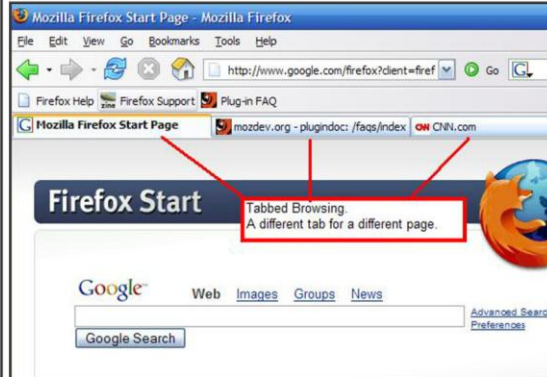 Mozilla Firefox Start Page - Mozilla Firefox
File Edit View Go Bookmarks Tools Help
http://www.google.com/firefox?client=firef Go G
Firefox Help Firefox Support Plug-in FAQ
G Mozilla Firefox Start Page mozdev.org - plugindoc: /faqs/index CNN CNN.com
Firefox Start
Tabbed Browsing.
A different tab for a different page.
Google
Web Images Groups News
Advanced Searc
Preferences
Google Search